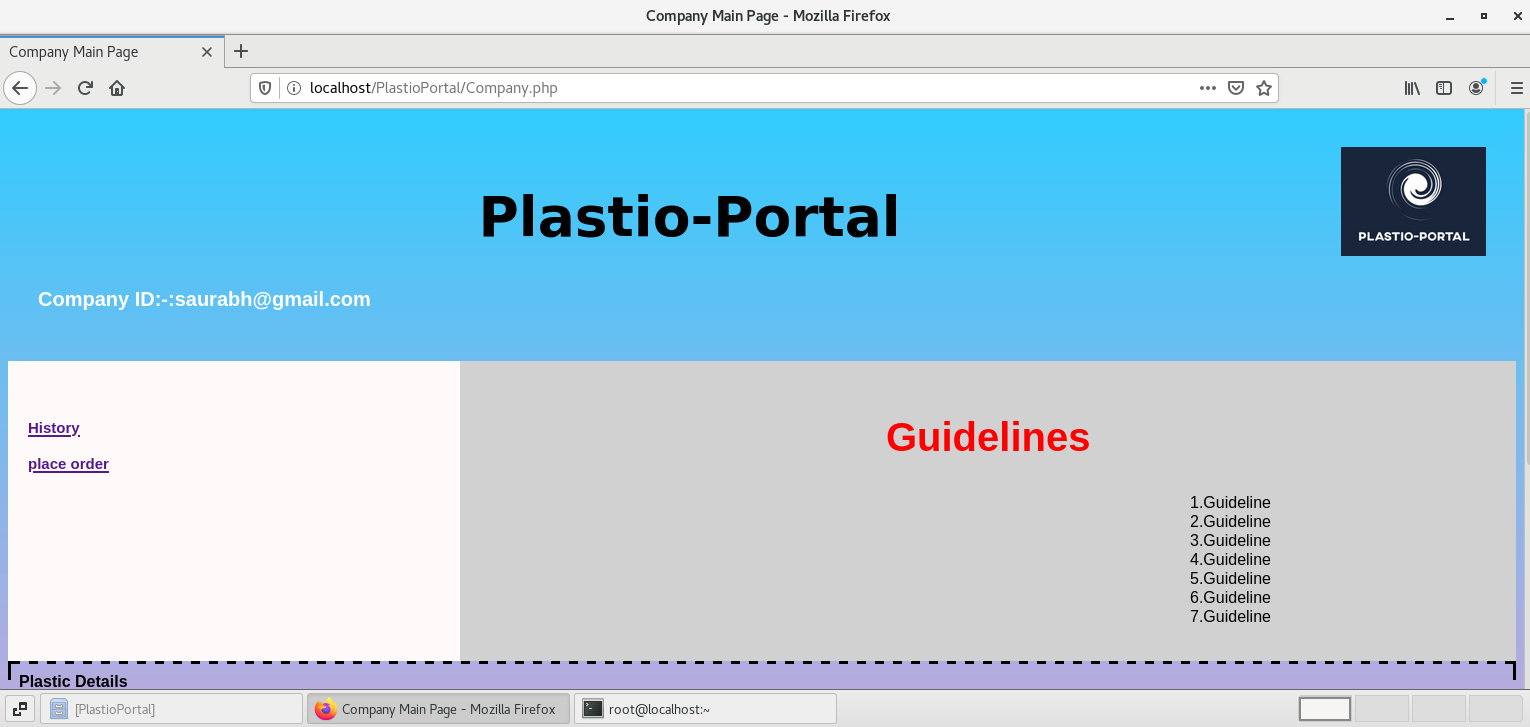 Company Main Page - Mozilla Firefox
Company Main Page
localhost/PlastioPortal/Company.php
Plastio-Portal
PLASTIO-PORTAL
Company ID:-:saurabh@gmail.com
History
place order
Guidelines
1.Guideline
2.Guideline
3.Guideline
4.Guideline
5.Guideline
6.Guideline
7.Guideline
Plastic Details
[PlastioPortal]
Company Main Page - Mozilla Firefox
root@localhost:~